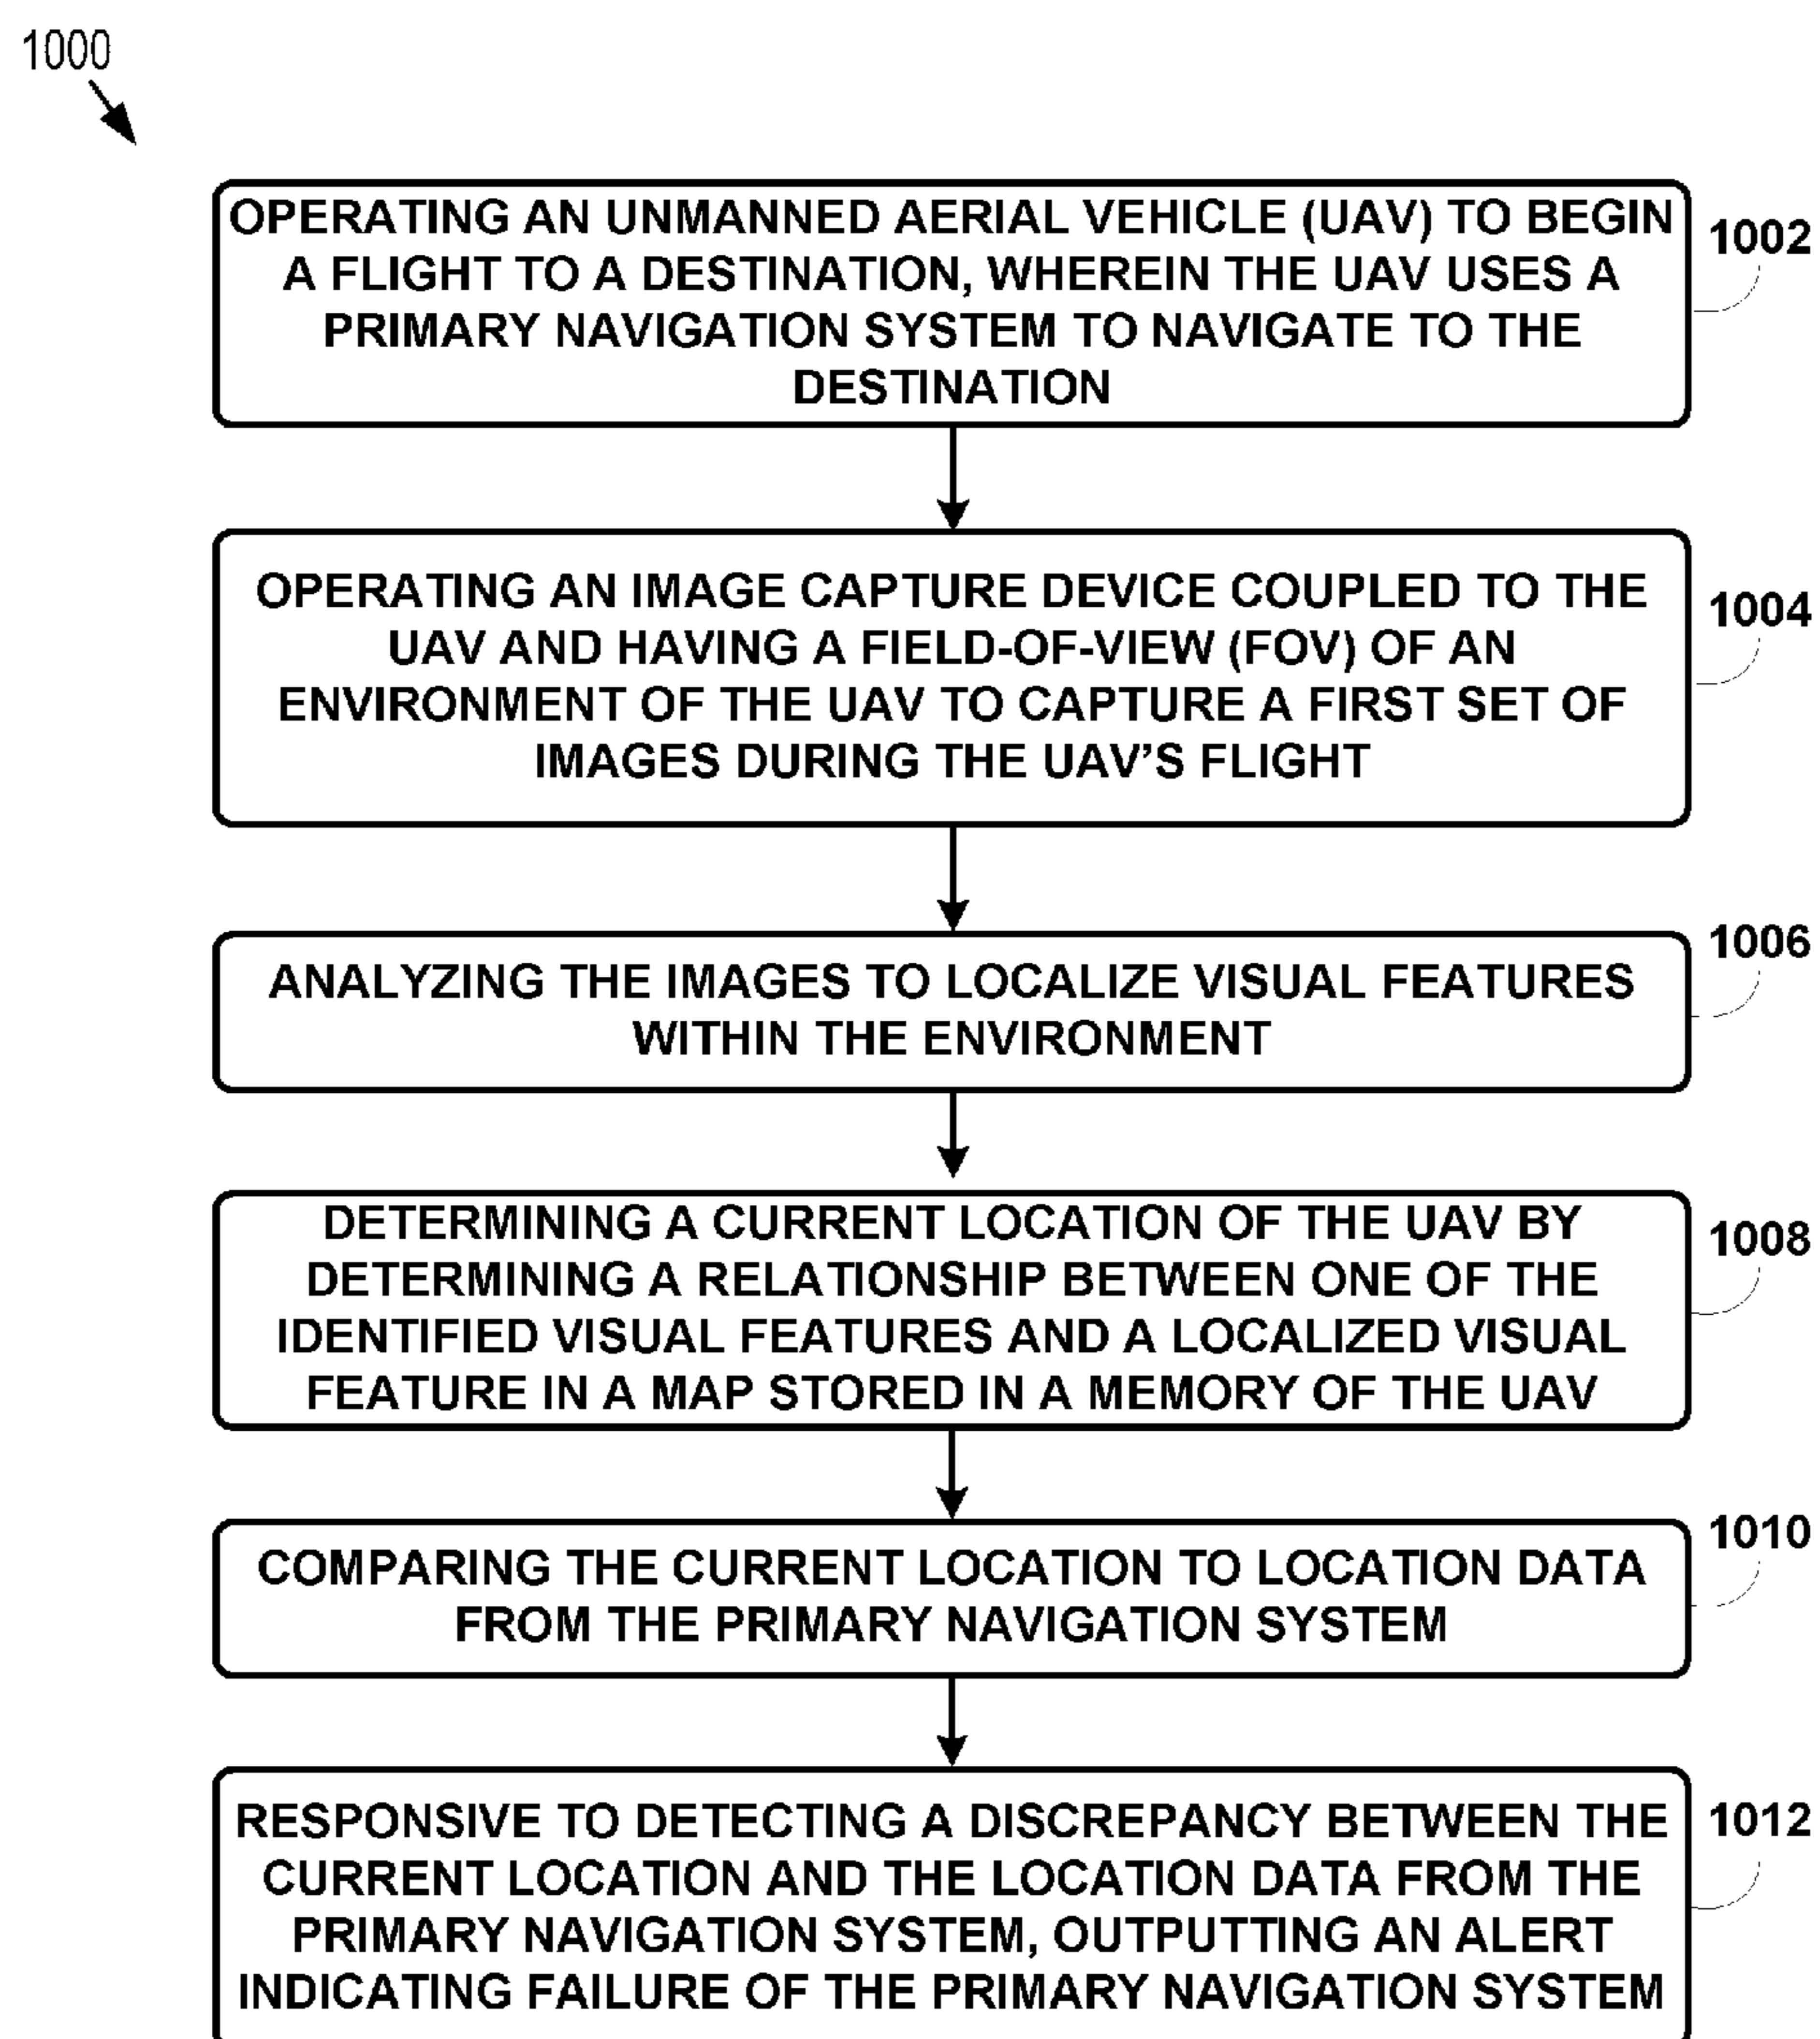 1000
OPERATING AN UNMANNED AERIAL VEHICLE (UAV) TO BEGIN
A FLIGHT TO A DESTINATION, WHEREIN THE UAV USES A
PRIMARY NAVIGATION SYSTEM TO NAVIGATE TO THE
DESTINATION
1002
OPERATING AN IMAGE CAPTURE DEVICE COUPLED TO THE
UAV AND HAVING A FIELD-OF-VIEW (FOV) OF AN
ENVIRONMENT OF THE UAV TO CAPTURE A FIRST SET OF
IMAGES DURING THE UAV’S FLIGHT
1004
ANALYZING THE IMAGES TO LOCALIZE VISUAL FEATURES
WITHIN THE ENVIRONMENT
1006
DETERMINING A CURRENT LOCATION OF THE UAV BY
DETERMINING A RELATIONSHIP BETWEEN ONE OF THE
IDENTIFIED VISUAL FEATURES AND A LOCALIZED VISUAL
FEATURE IN A MAP STORED IN A MEMORY OF THE UAV
1008
COMPARING THE CURRENT LOCATION TO LOCATION DATA
FROM THE PRIMARY NAVIGATION SYSTEM
1010
RESPONSIVE TO DETECTING A DISCREPANCY BETWEEN THE
CURRENT LOCATION AND THE LOCATION DATA FROM THE
PRIMARY NAVIGATION SYSTEM, OUTPUTTING AN ALERT
INDICATING FAILURE OF THE PRIMARY NAVIGATION SYSTEM
1012